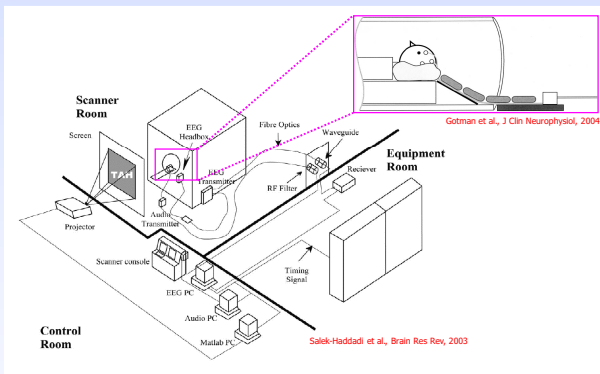 Gotman et al., J Clin Neurophysiol, 2004
Scanner
Room
Screen
TAH
EEG
Headbox
Fibre Optics
Waveguide
Equipment
Room
EEG
Transmitter
RF Filter
Reciever
Audio
Transmitter
Projector
Scanner console
EEG PC
Timing
Signal
Audio PC
Control
Room
Matlab PC
Salek-Haddadi et al., Brain Res Rev, 2003